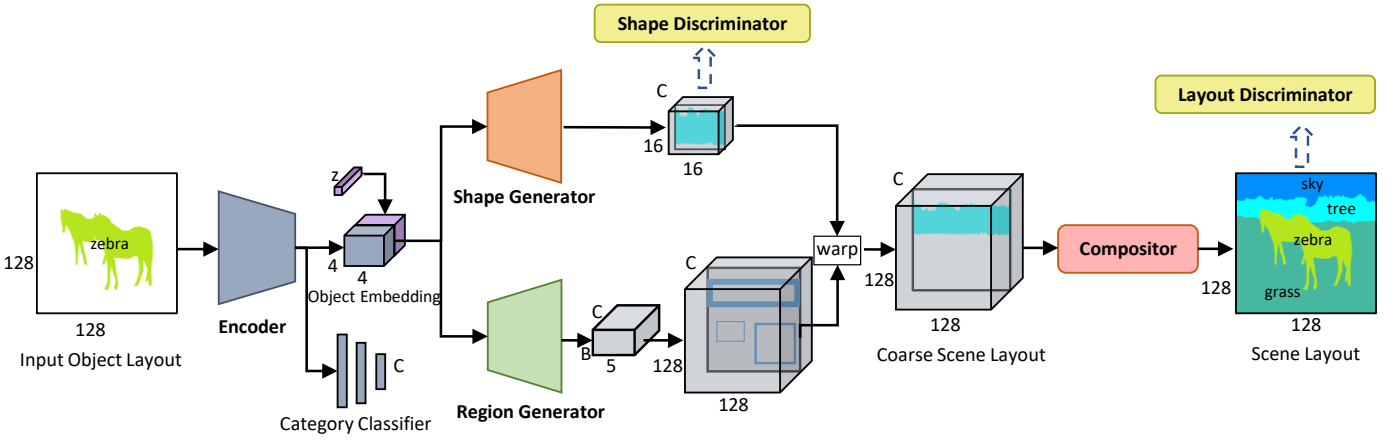 Shape Discriminator
Layout Discriminator
C
16
16
Shape Generator
z
zebra
128
128
Input Object Layout
Encoder
4
4
Object Embedding
C
Category Classifier
Region Generator
C
B
5
C
128
128
warp
C
128
128
Coarse Scene Layout
Compositor
sky
tree
zebra
grass
128
128
Scene Layout